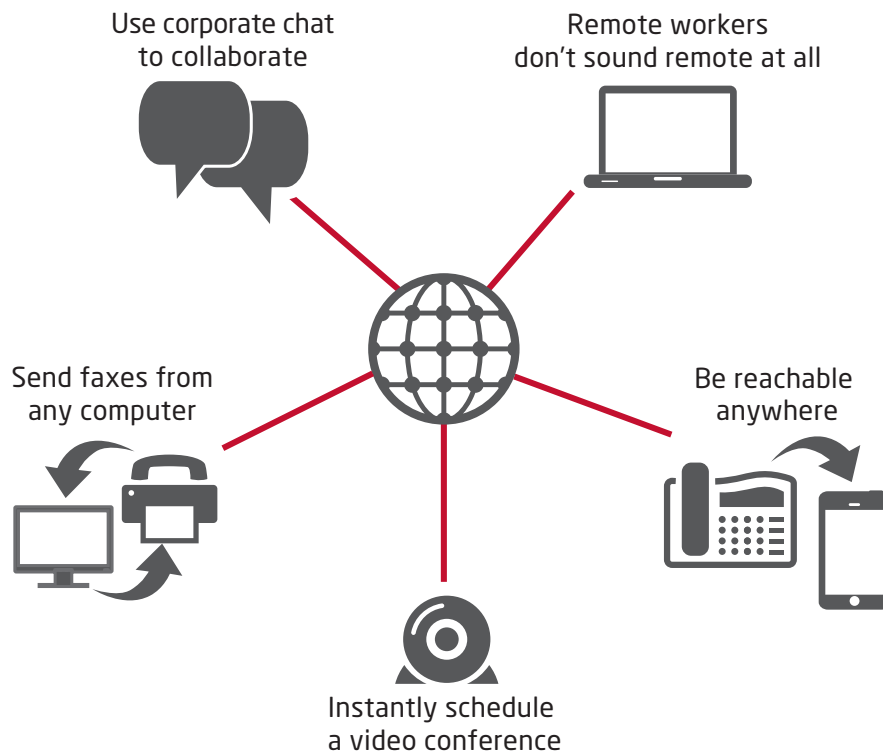 Use corporate chat
to collaborate
Remote workers
don't sound remote at all
Send faxes from
any computer
Be reachable
anywhere
Instantly schedule
a video conference